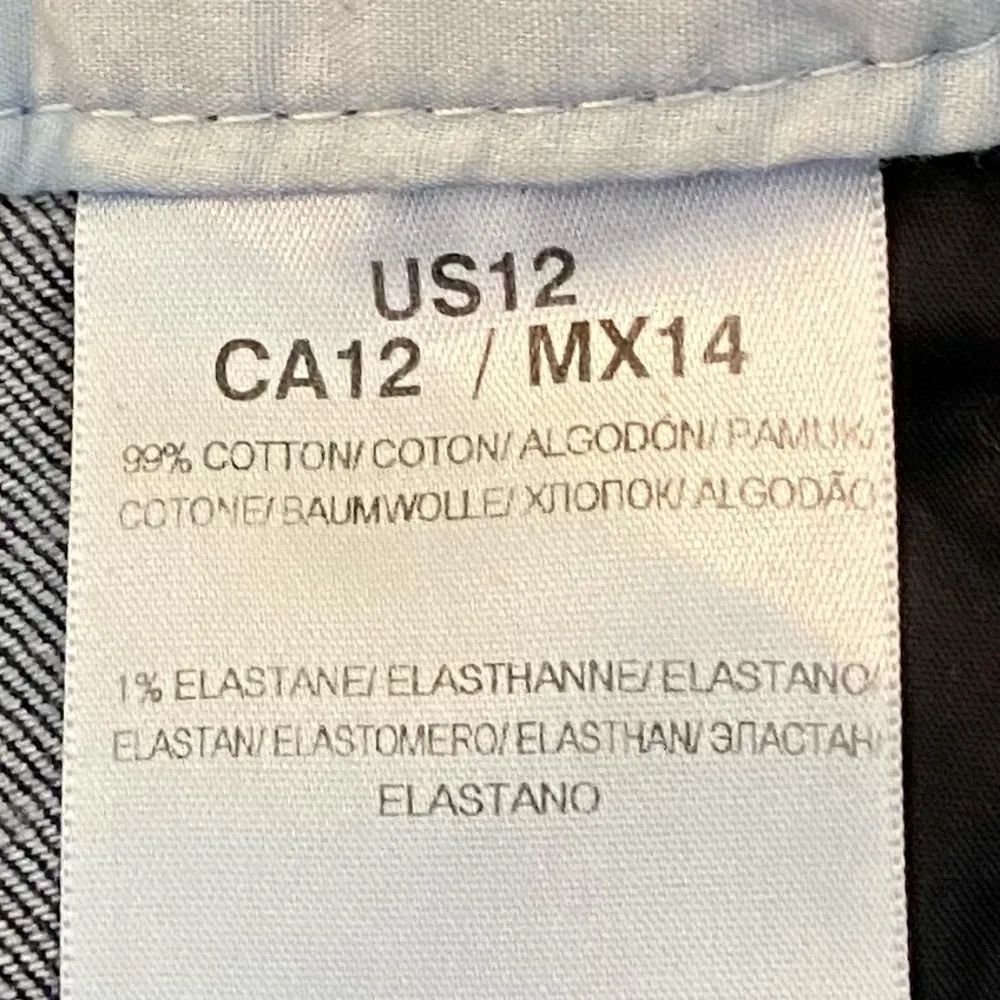 US12
CA12 / MX14
99% COTTON/ COTON/ ALGODÓN/ PAMUK/
COTONE/ BAUMWOLLE/ ХЛОПОК/ ALGODÃO
1% ELASTANE/ ELASTHANNE/ ELASTANO/
ELASTAN/ ELASTOMERO/ ELASTHAN/ ЭЛАСТАН/
ELASTANO